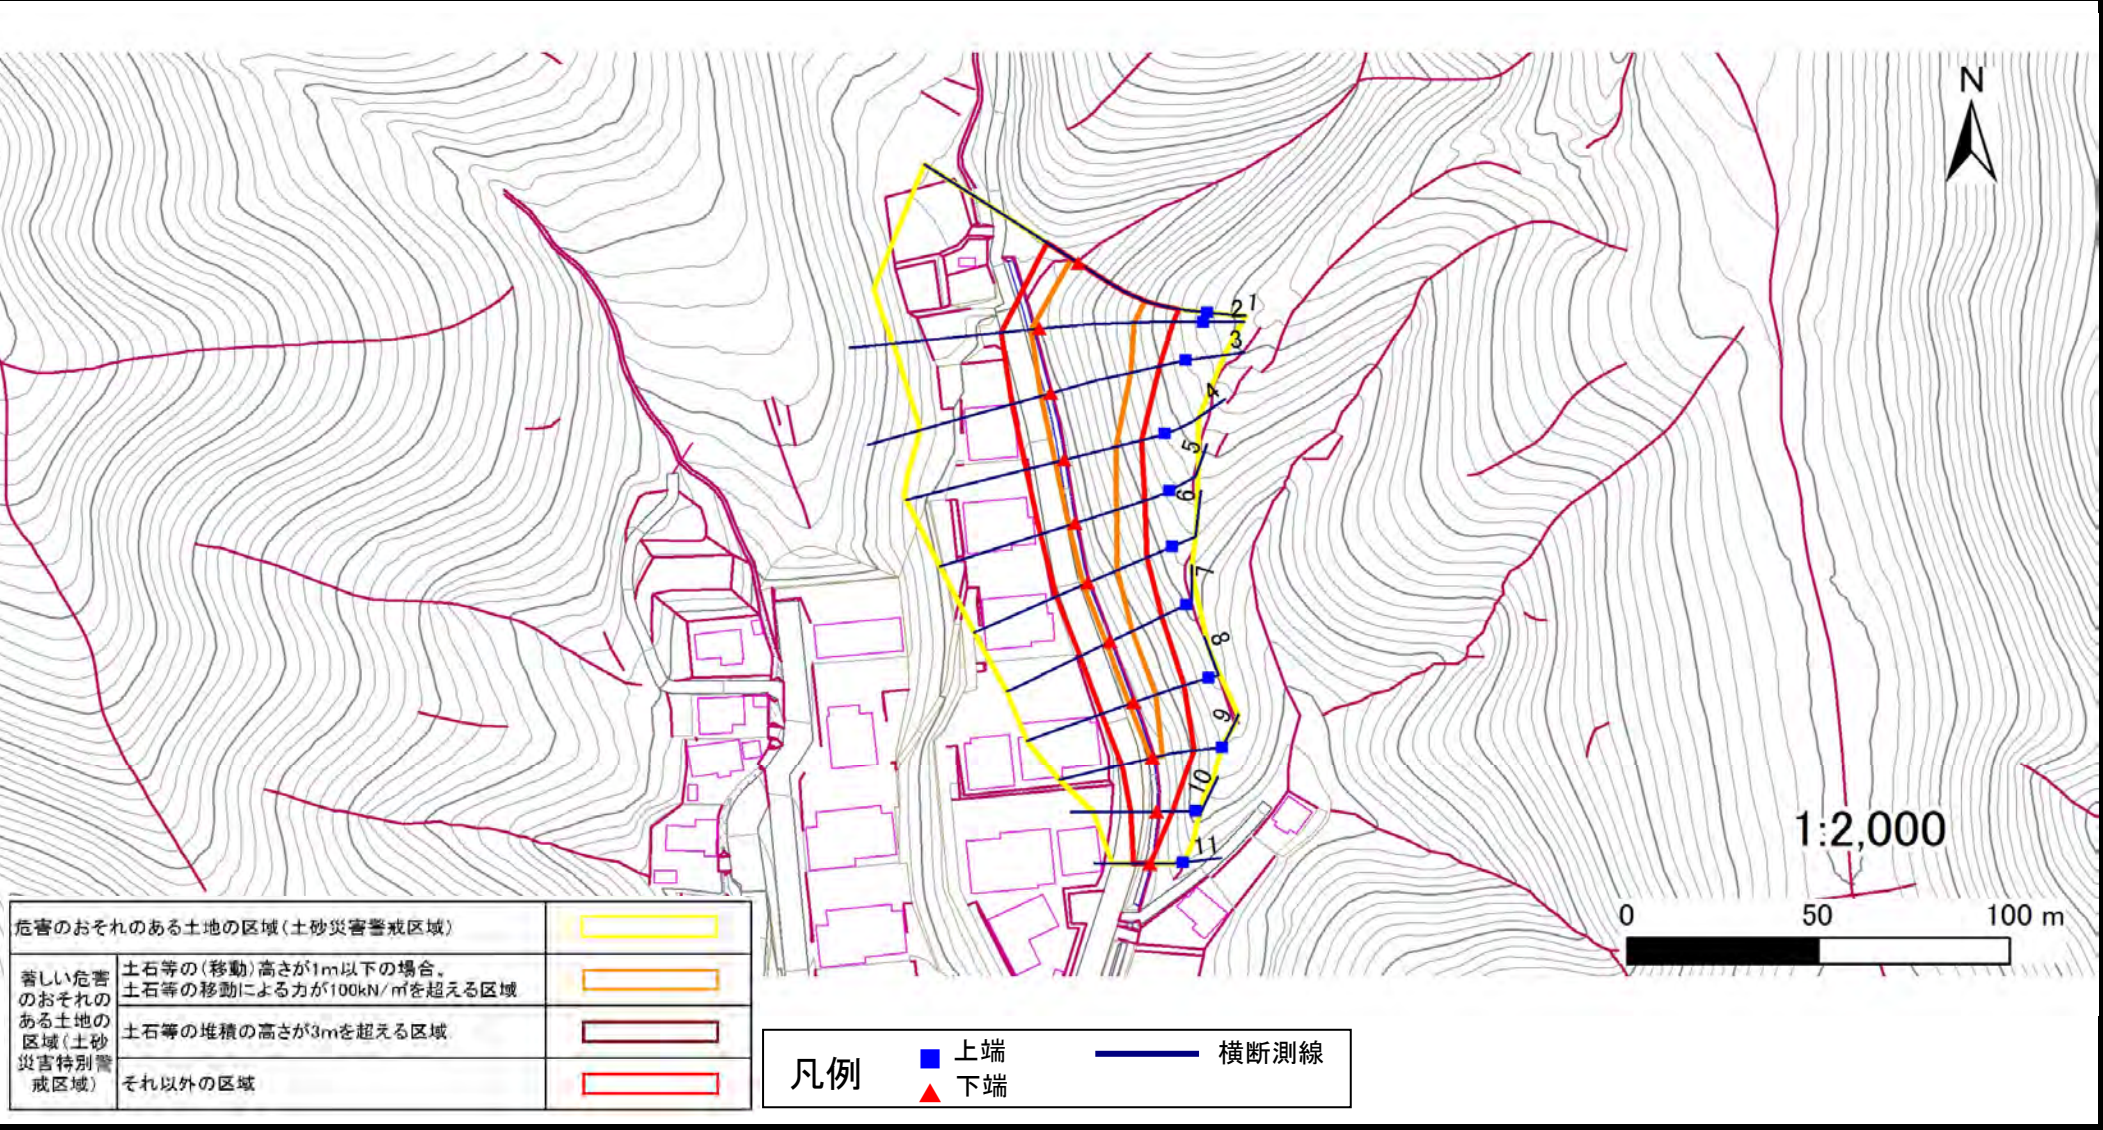 N
2 1
3
4
5
6
7
8
9
10
11
1:2,000
0 50 100 m
危害のおそれのある土地の区域(土砂災害警戒区域)
著しい危害
のおそれの
ある土地の
区域(土砂
災害特別警
戒区域)
土石等の(移動)高さが1m以下の場合、
土石等の移動による力が100kN/㎡を超える区域
土石等の堆積の高さが3mを超える区域
それ以外の区域
凡例
上端
下端
横断測線